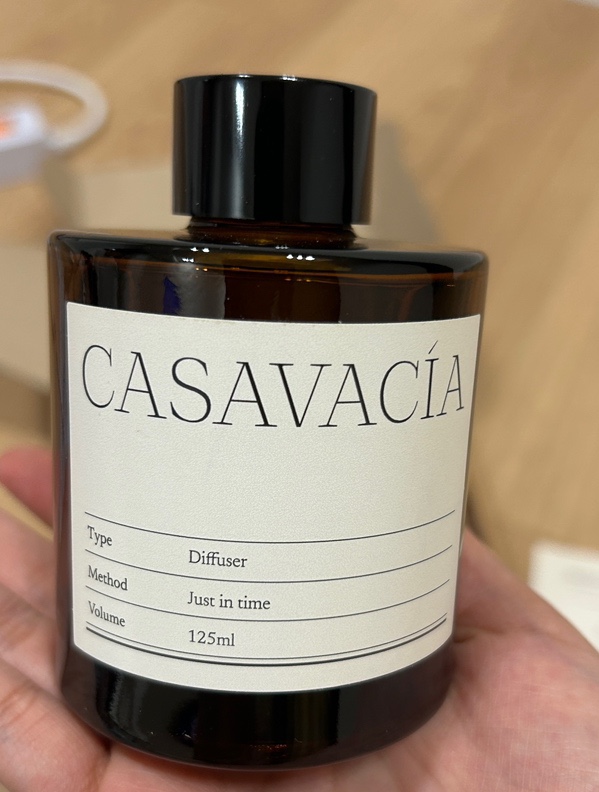 CASAVACÍA
Type Diffuser
Method Just in time
Volume 125ml